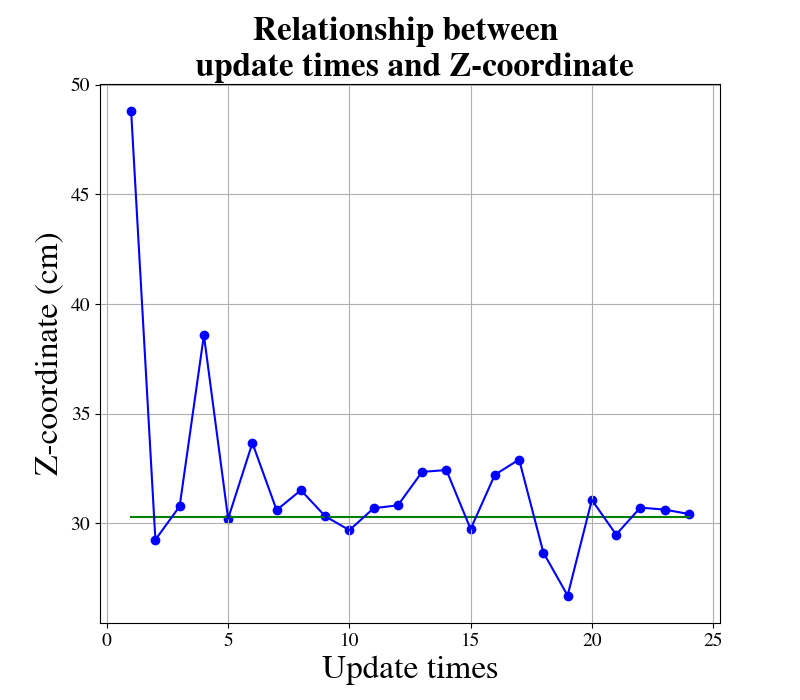 Relationship between
update times and Z-coordinate
50
45
40
35
30
Z-coordinate (cm)
0 5 10 15 20 25
Update times